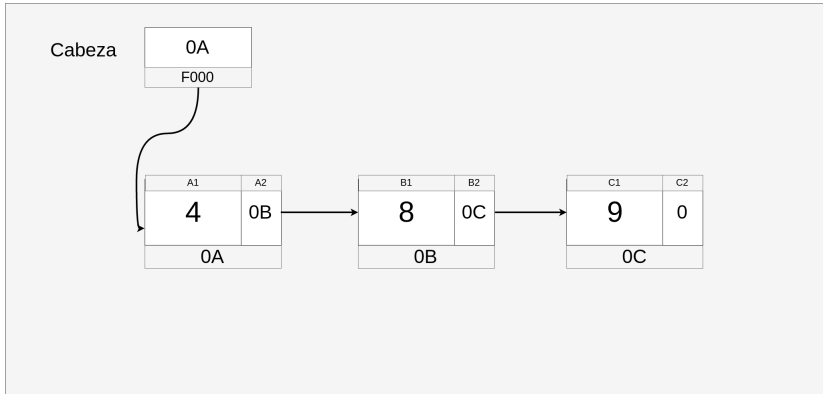 Cabeza
0A
F000
A1 A2
4 0B
0A
B1 B2
8 0C
0B
C1 C2
9 0
0C